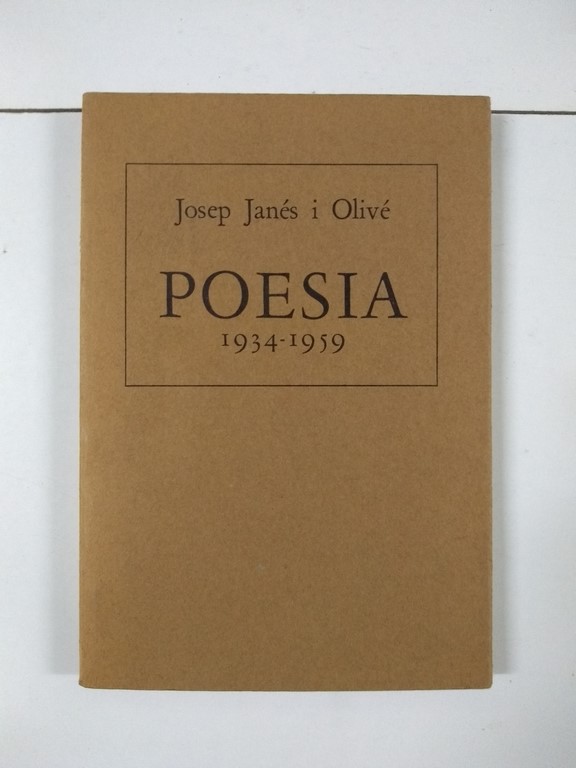 Josep Janés i Olivé
POESIA
1934-1959